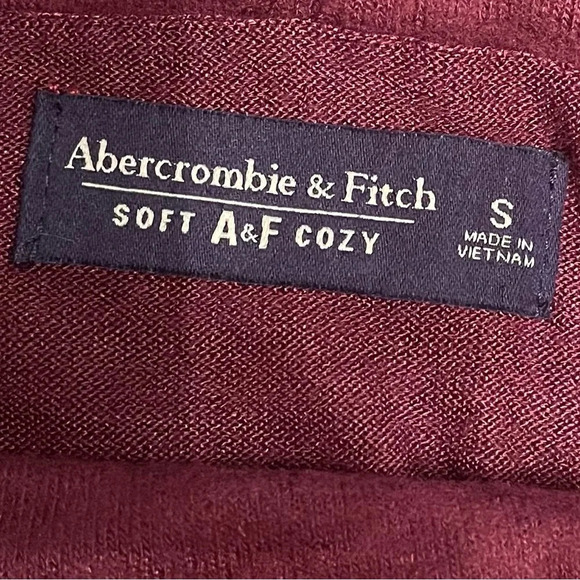 Abercrombie & Fitch
SOFT A&F COZY
S
MADE IN
VIETNAM